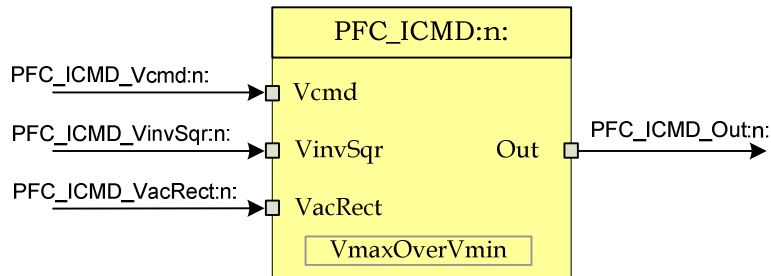 PFC_ICMD:n:
PFC_ICMD_Vcmd:n:
Vcmd
PFC_ICMD_VinvSqr:n:
VinvSqr
Out
PFC_ICMD_Out:n:
PFC_ICMD_VacRect:n:
VacRect
VmaxOverVmin